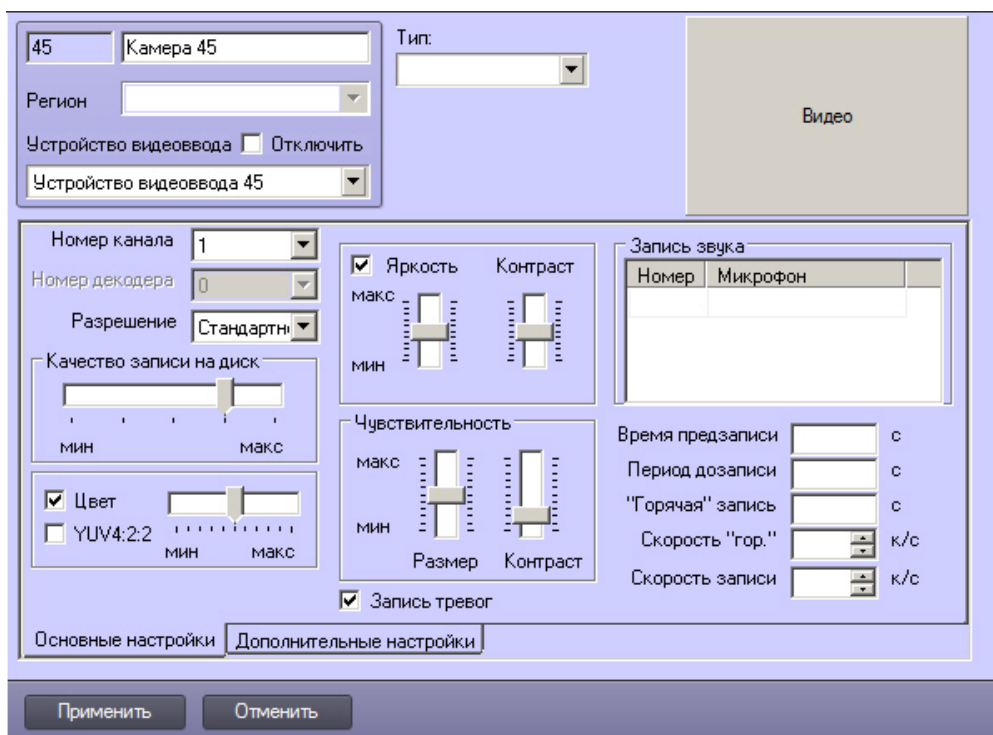 45
Камера 45
Тип:
Регион
Видео
Устройство видеоввода
Отключить
Устройство видеоввода 45
Номер канала
1
Номер декодера
0
Разрешение
Стандартн
Качество записи на диск
мин
макс
Цвет
YUV4:2:2
мин
макс
Яркость
Контраст
макс
мин
Чувствительность
макс
мин
Размер
Контраст
Запись тревог
Запись звука
Номер
Микрофон
Время предзаписи
с
Период дозаписи
с
"Горячая" запись
с
Скорость "гор."
к/с
Скорость записи
к/с
Основные настройки
Дополнительные настройки
Применить
Отменить